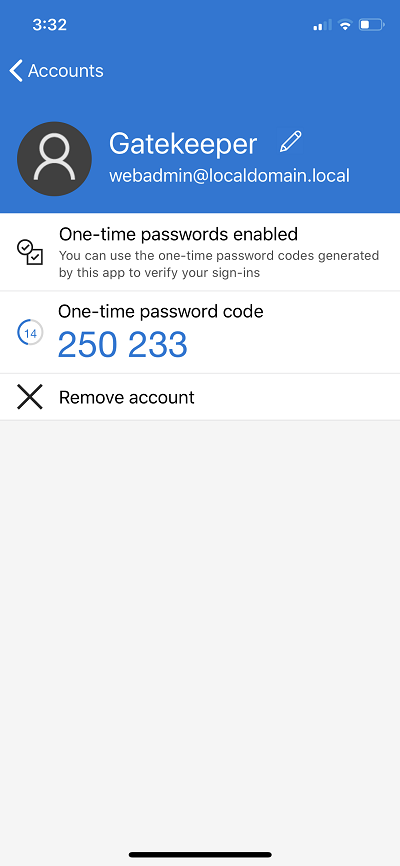 3:32
Accounts
Gatekeeper
webadmin@localdomain.local
One-time passwords enabled
You can use the one-time password codes generated
by this app to verify your sign-ins
One-time password code
14
250 233
Remove account